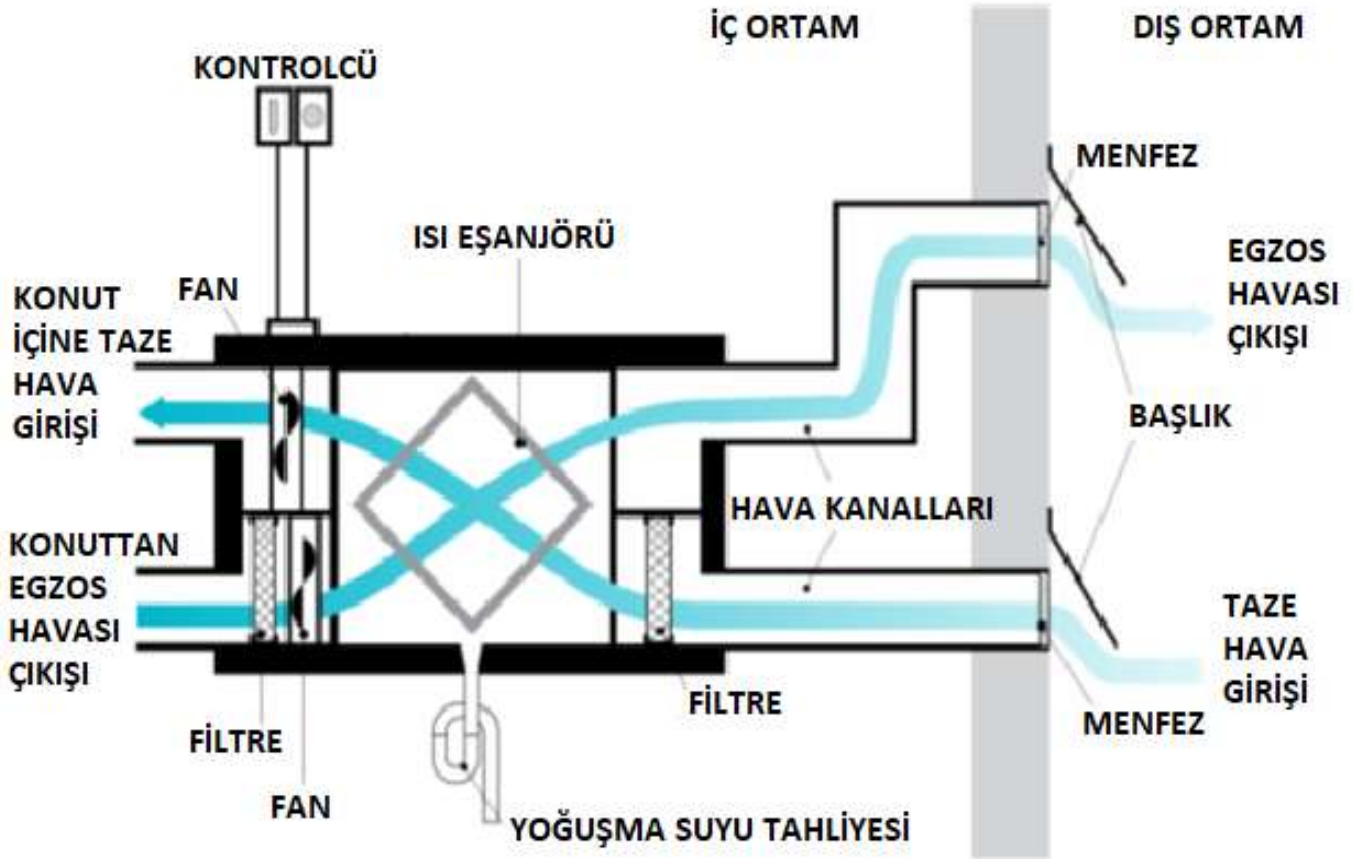 İÇ ORTAM
DIŞ ORTAM
KONTROLCÜ
MENFEZ
ISI EŞANJÖRÜ
EGZOS
HAVASI
ÇIKIŞI
FAN
KONUT
İÇİNE TAZE
HAVA
GİRİŞİ
BAŞLIK
HAVA KANALLARI
KONUTTAN
EGZOS
HAVASI
ÇIKIŞI
TAZE
HAVA
GİRİŞİ
FİLTRE
MENFEZ
FİLTRE
FAN
YOĞUŞMA SUYU TAHLİYESİ